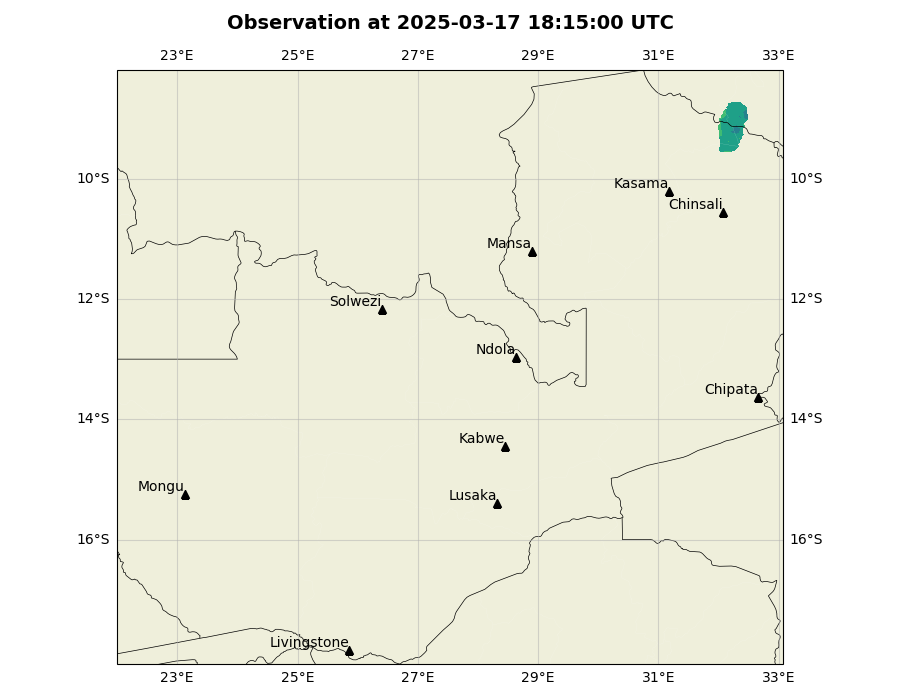 Observation at 2025-03-17 18:15:00 UTC
23°E 25°E 27°E 29°E 31°E 33°E
10°S 10°S
Kasama
Chinsali
Mansa
12°S 12°S
Solwezi
Ndola
Chipata
14°S 14°S
Kabwe
Mongu
Lusaka
16°S 16°S
Livingstone
23°E 25°E 27°E 29°E 31°E 33°E